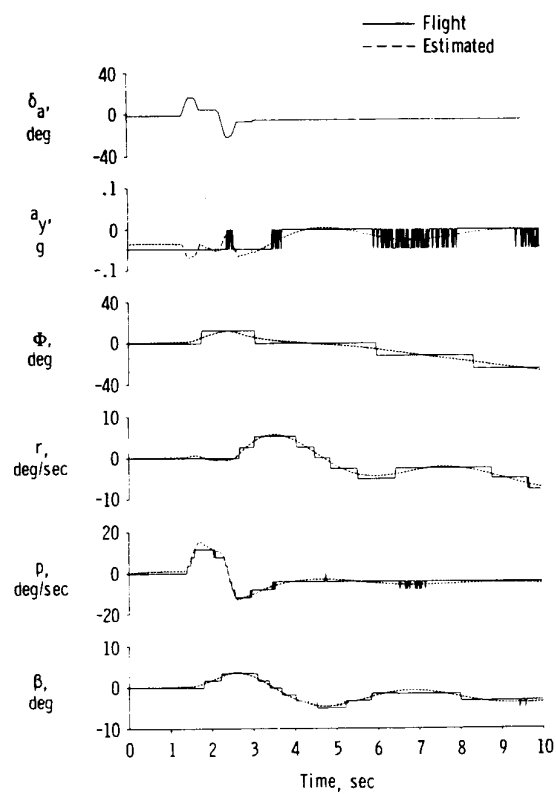 Flight
Estimated
δa,
deg
40
0
-40
ay,
g
.1
0
-.1
Φ,
deg
40
0
-40
r,
deg/sec
10
0
-10
p,
deg/sec
20
0
-20
β,
deg
10
0
-10
0 1 2 3 4 5 6 7 8 9 10
Time, sec